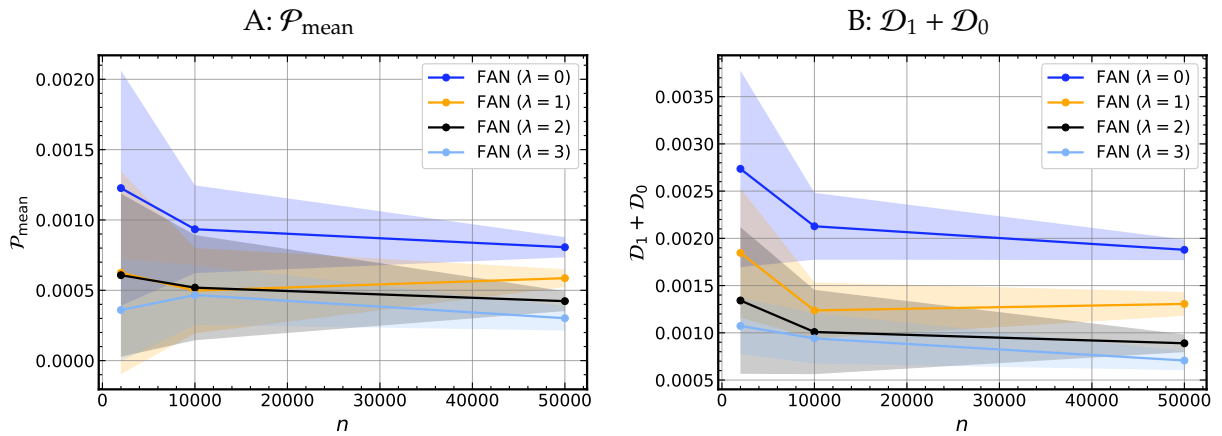 A: 𝒫mean
0.0020
0.0015
0.0010
0.0005
0.0000
𝒫mean
0 10000 20000 30000 40000 50000
n
FAN (λ = 0)
FAN (λ = 1)
FAN (λ = 2)
FAN (λ = 3)
B: 𝒟1 + 𝒟0
0.0035
0.0030
0.0025
0.0020
0.0015
0.0010
0.0005
𝒟1 + 𝒟0
0 10000 20000 30000 40000 50000
n
FAN (λ = 0)
FAN (λ = 1)
FAN (λ = 2)
FAN (λ = 3)